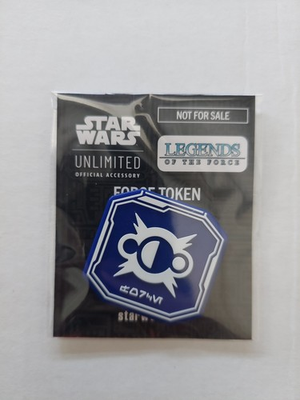 STAR
WARS
UNLIMITED
OFFICIAL ACCESSORY
NOT FOR SALE
LEGENDS
OF THE FORCE
FORCE TOKEN